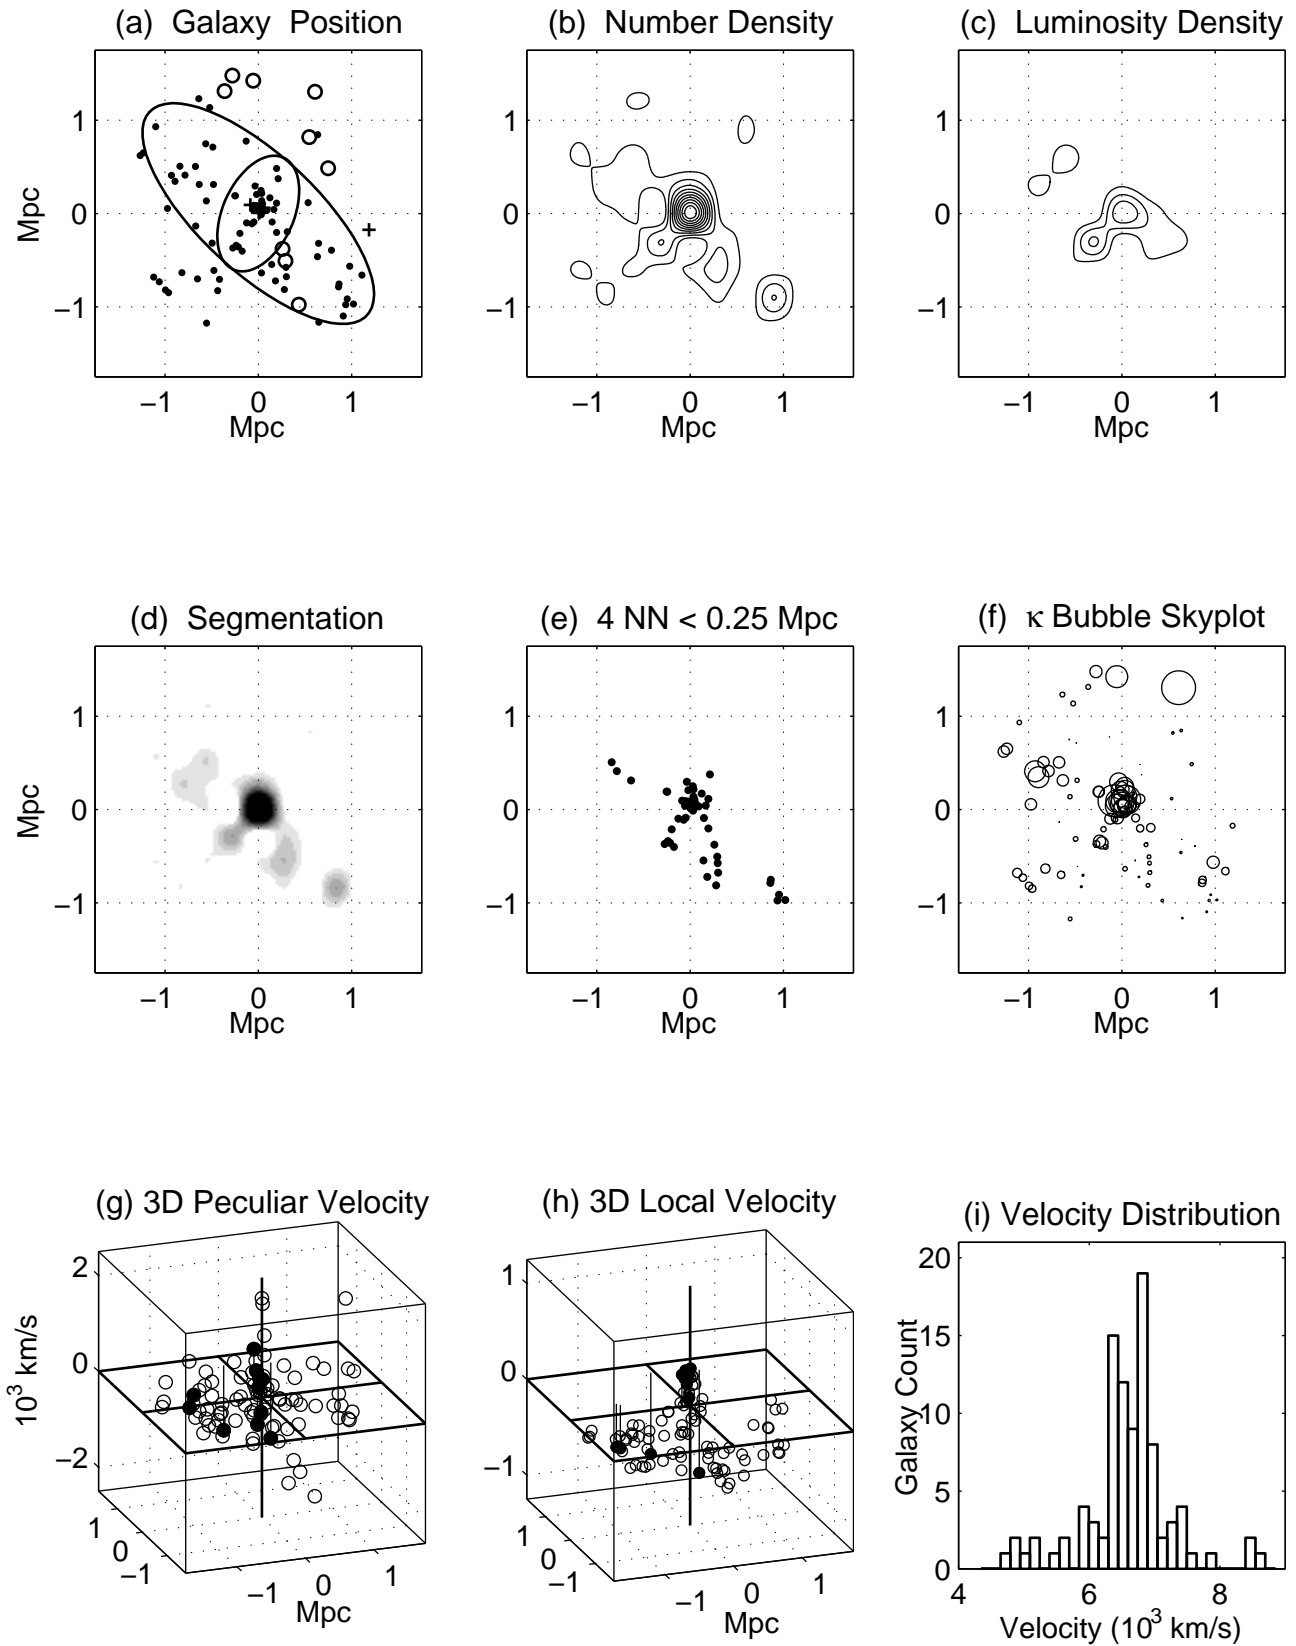 (a) Galaxy Position
(b) Number Density
(c) Luminosity Density
Mpc
1
0
−1
−1 0 1
Mpc
1
0
−1
−1 0 1
Mpc
1
0
−1
−1 0 1
Mpc
(d) Segmentation
(e) 4 NN < 0.25 Mpc
(f) κ Bubble Skyplot
Mpc
1
0
−1
−1 0 1
Mpc
1
0
−1
−1 0 1
Mpc
1
0
−1
−1 0 1
Mpc
(g) 3D Peculiar Velocity
(h) 3D Local Velocity
(i) Velocity Distribution
10³ km/s
2
0
−2
1
0
−1
−1
0
1
Mpc
1
0
−1
1
0
−1
−1
0
1
Mpc
Galaxy Count
20
15
10
5
0
4 6 8
Velocity (10³ km/s)